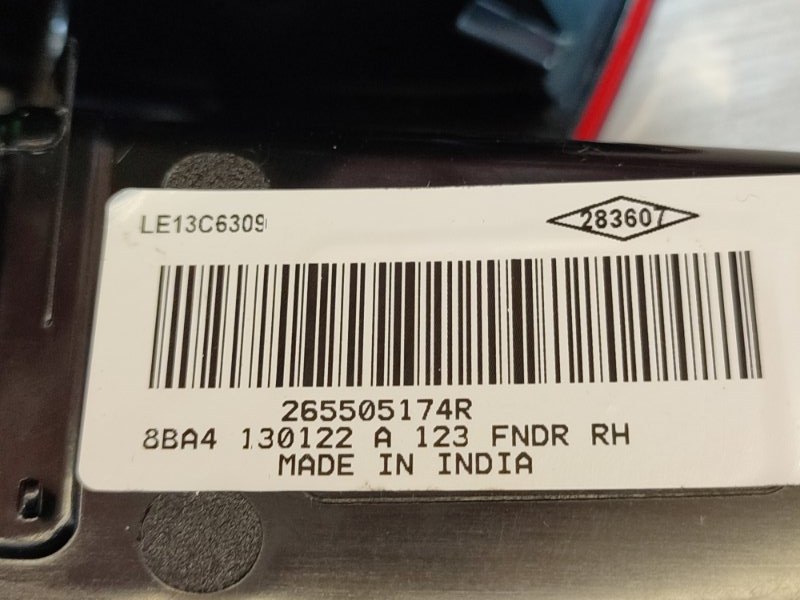 LE13C6309
283607
265505174R
8BA4 130122 A 123 FNDR RH
MADE IN INDIA